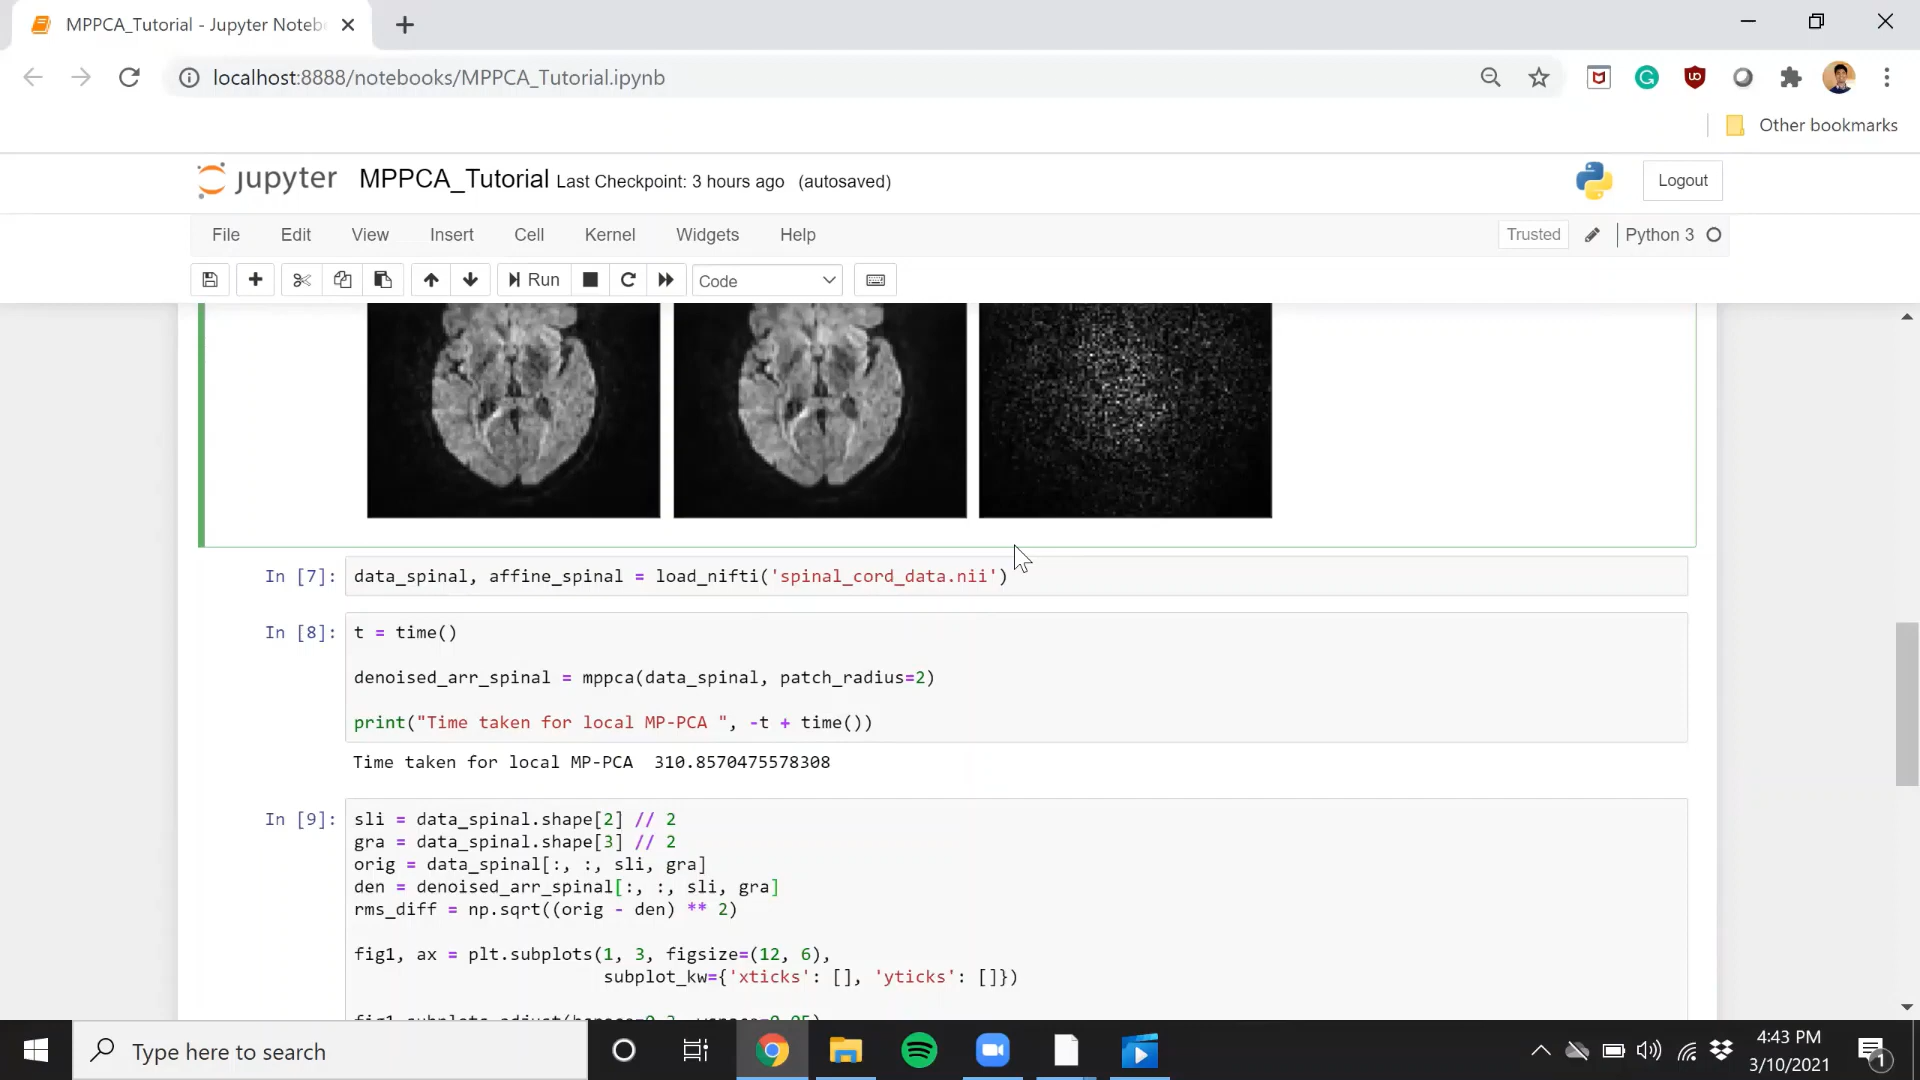 MPPCA_Tutorial - Jupyter Noteb
localhost:8888/notebooks/MPPCA_Tutorial.ipynb
Other bookmarks
jupyter MPPCA_Tutorial Last Checkpoint: 3 hours ago (autosaved)
Logout
File Edit View Insert Cell Kernel Widgets Help
Trusted Python 3
Run Code
In [7]: data_spinal, affine_spinal = load_nifti('spinal_cord_data.nii')
In [8]: t = time()
denoised_arr_spinal = mppca(data_spinal, patch_radius=2)
print("Time taken for local MP-PCA ", -t + time())
Time taken for local MP-PCA  310.8570475578308
In [9]: sli = data_spinal.shape[2] // 2
gra = data_spinal.shape[3] // 2
orig = data_spinal[:, :, sli, gra]
den = denoised_arr_spinal[:, :, sli, gra]
rms_diff = np.sqrt((orig - den) ** 2)
fig1, ax = plt.subplots(1, 3, figsize=(12, 6),
subplot_kw={'xticks': [], 'yticks': []})
Type here to search
4:43 PM
3/10/2021
1